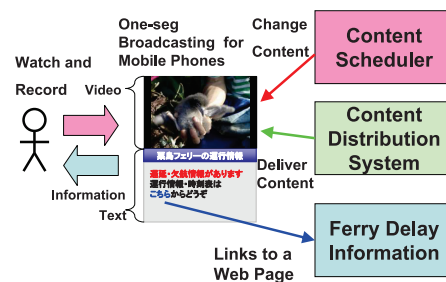 One-seg
Broadcasting for
Mobile Phones
Change
Content
Content
Scheduler
Watch and
Record
Video
Content
Distribution
System
粟島フェリーの運行情報
遅延・欠航情報があります
運行情報・時刻表は
こちらからどうぞ
Deliver
Content
Information
Text
Ferry Delay
Information
Links to a
Web Page